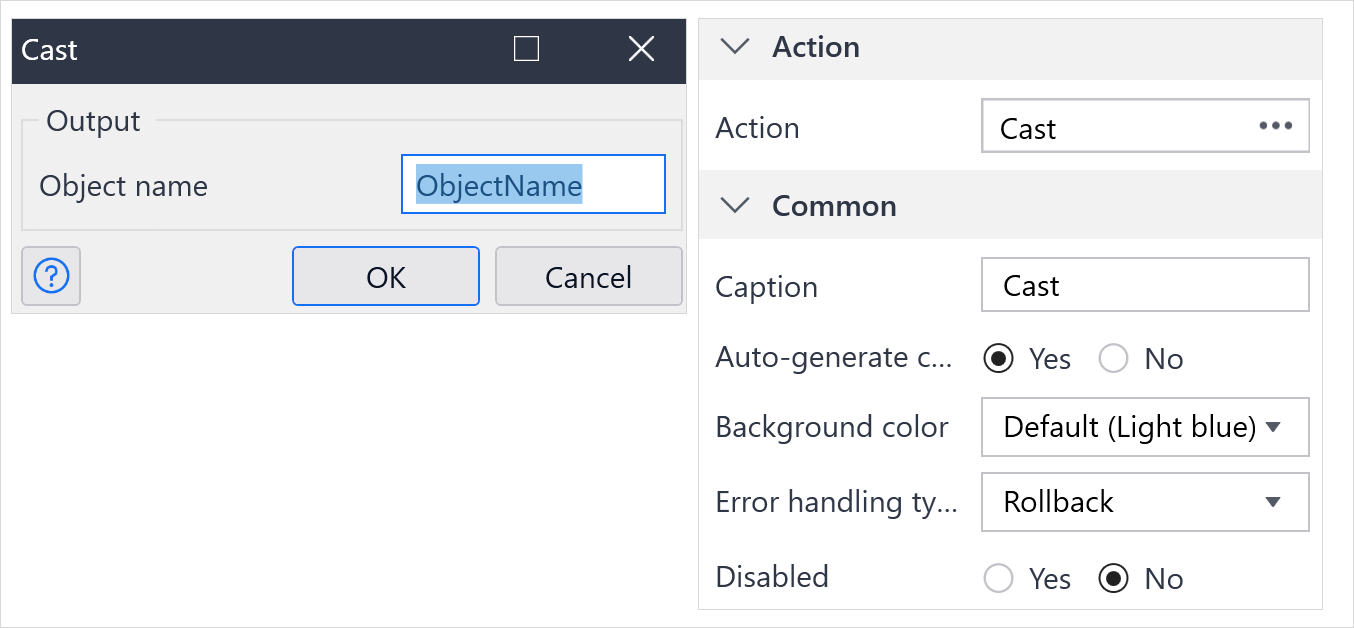 Cast
Output
Object name ObjectName
? OK Cancel
Action
Action Cast •••
Common
Caption Cast
Auto-generate c... Yes No
Background color Default (Light blue)
Error handling ty... Rollback
Disabled Yes No